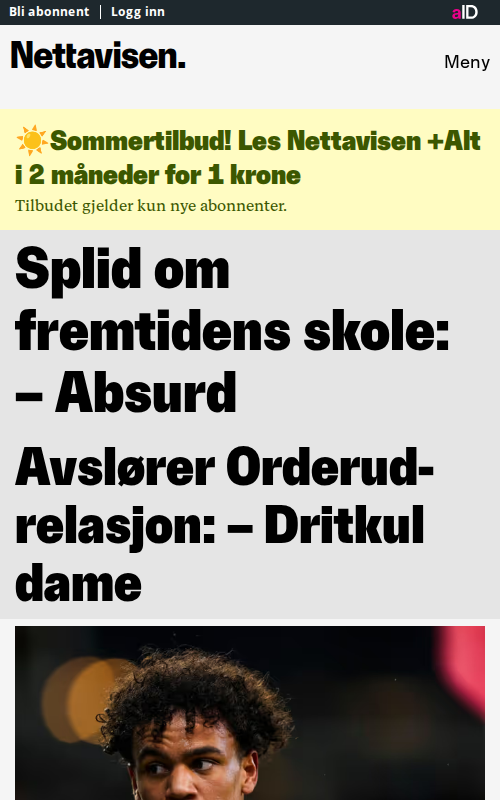 Bli abonnent | Logg inn
aID
Nettavisen.
Meny
☀️Sommertilbud! Les Nettavisen +Alt
i 2 måneder for 1 krone
Tilbudet gjelder kun nye abonnenter.
Splid om
fremtidens skole:
– Absurd
Avslører Orderud-
relasjon: – Dritkul
dame